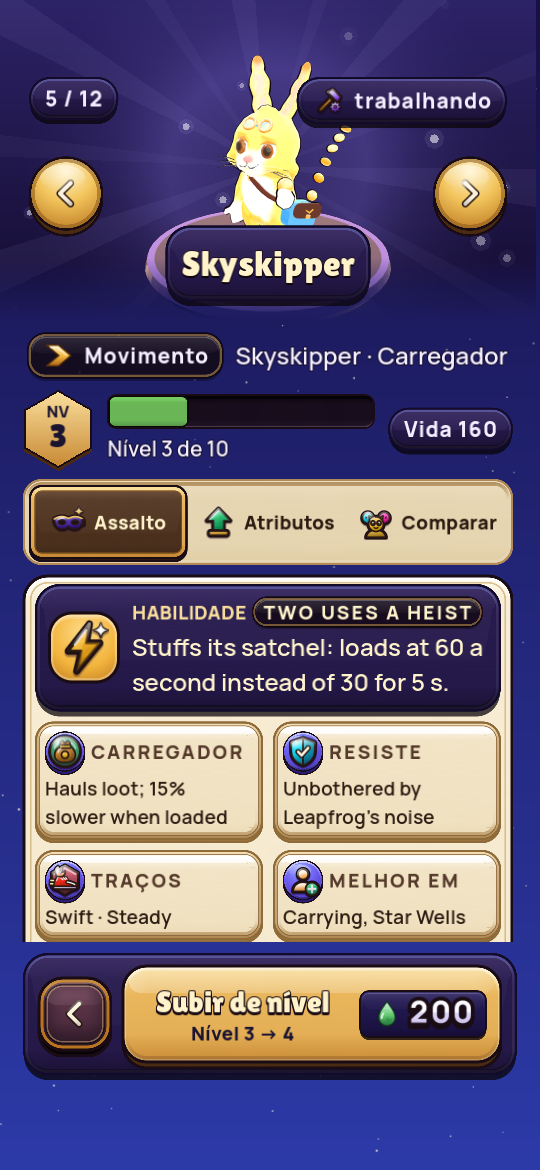 5 / 12
trabalhando
Skyskipper
Movimento
Skyskipper · Carregador
NV
3
Nível 3 de 10
Vida 160
Assalto
Atributos
Comparar
HABILIDADE
TWO USES A HEIST
Stuffs its satchel: loads at 60 a
second instead of 30 for 5 s.
CARREGADOR
Hauls loot; 15%
slower when loaded
RESISTE
Unbothered by
Leapfrog's noise
TRAÇOS
Swift · Steady
MELHOR EM
Carrying, Star Wells
Subir de nível
Nível 3 → 4
200